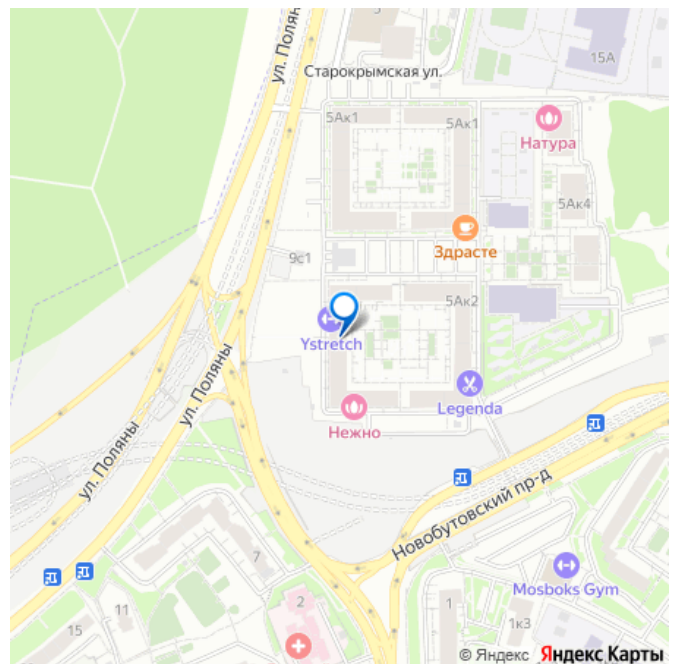 5
15А
ул. Поляны
Старокрымская ул.
5Ак1
5Ак1
Натура
5Ак4
Здрасте
9с1
5Ак2
Ystretch
ул. Поляны
Legenda
Нежно
ул. Поляны
Новобутовский пр-д
7
Mosboks Gym
2
1
11
1к3
15
© Яндекс Яндекс Карты